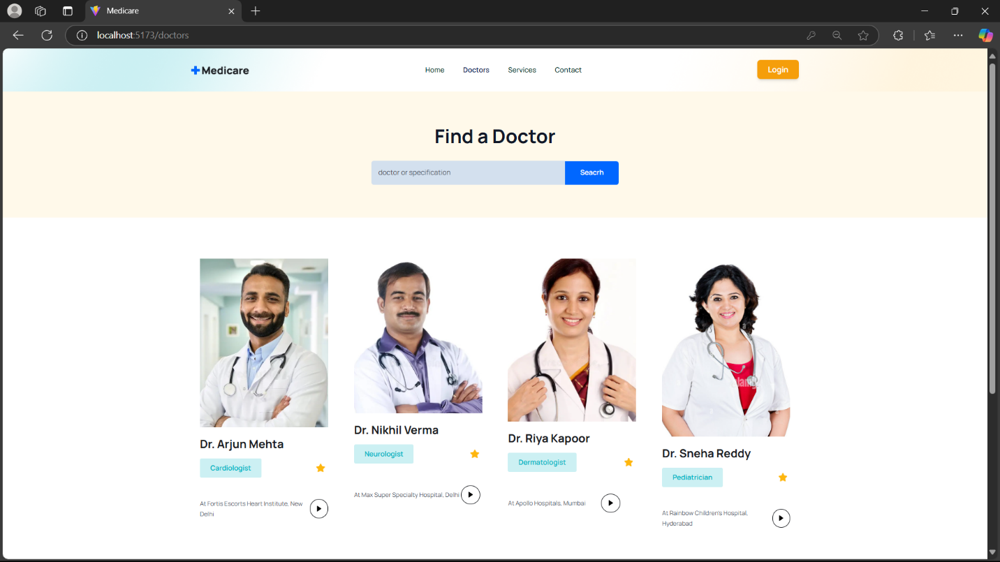 Medicare
localhost:5173/doctors
Medicare
Home
Doctors
Services
Contact
Login
Find a Doctor
doctor or specification
Seacrh
Dr. Arjun Mehta
Cardiologist
At Fortis Escorts Heart Institute, New
Delhi
Dr. Nikhil Verma
Neurologist
At Max Super Specialty Hospital, Delhi
Dr. Riya Kapoor
Dermatologist
At Apollo Hospitals, Mumbai
Dr. Sneha Reddy
Pediatrician
At Rainbow Children's Hospital,
Hyderabad